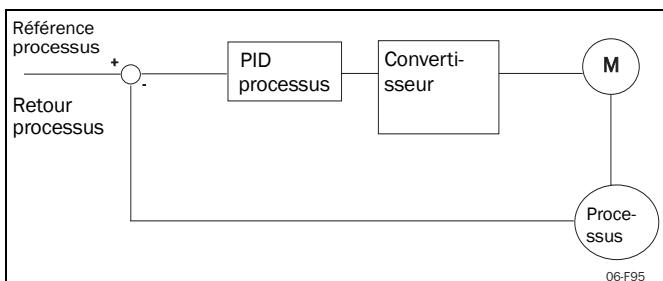 Référence
processus
+
-
Retour
processus
PID
processus
Converti-
sseur
M
Proce-
ssus
06-F95